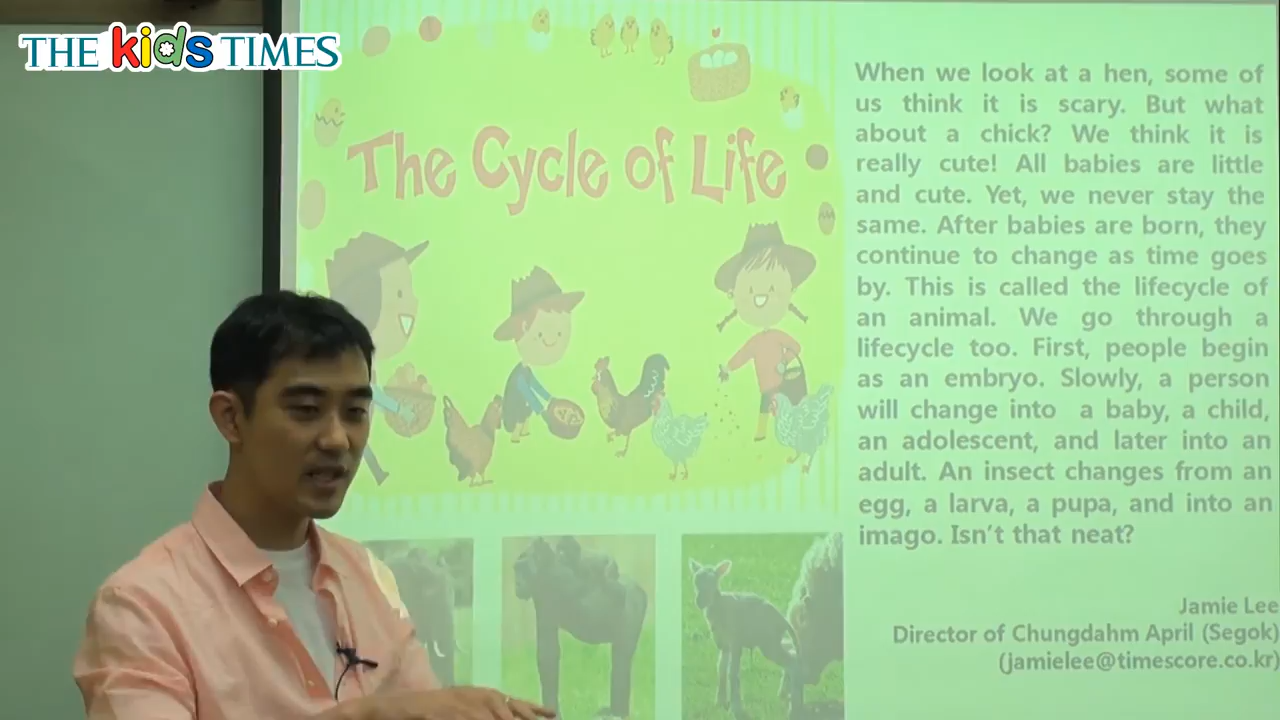 THE kids TIMES
The Cycle of Life
When we look at a hen, some of
us think it is scary. But what
about a chick? We think it is
really cute! All babies are little
and cute. Yet, we never stay the
same. After babies are born, they
continue to change as time goes
by. This is called the lifecycle of
an animal. We go through a
lifecycle too. First, people begin
as an embryo. Slowly, a person
will change into a baby, a child,
an adolescent, and later into an
adult. An insect changes from an
egg, a larva, a pupa, and into an
imago. Isn't that neat?
Jamie Lee
Director of Chungdahm April (Segok)
(jamielee@timescore.co.kr)